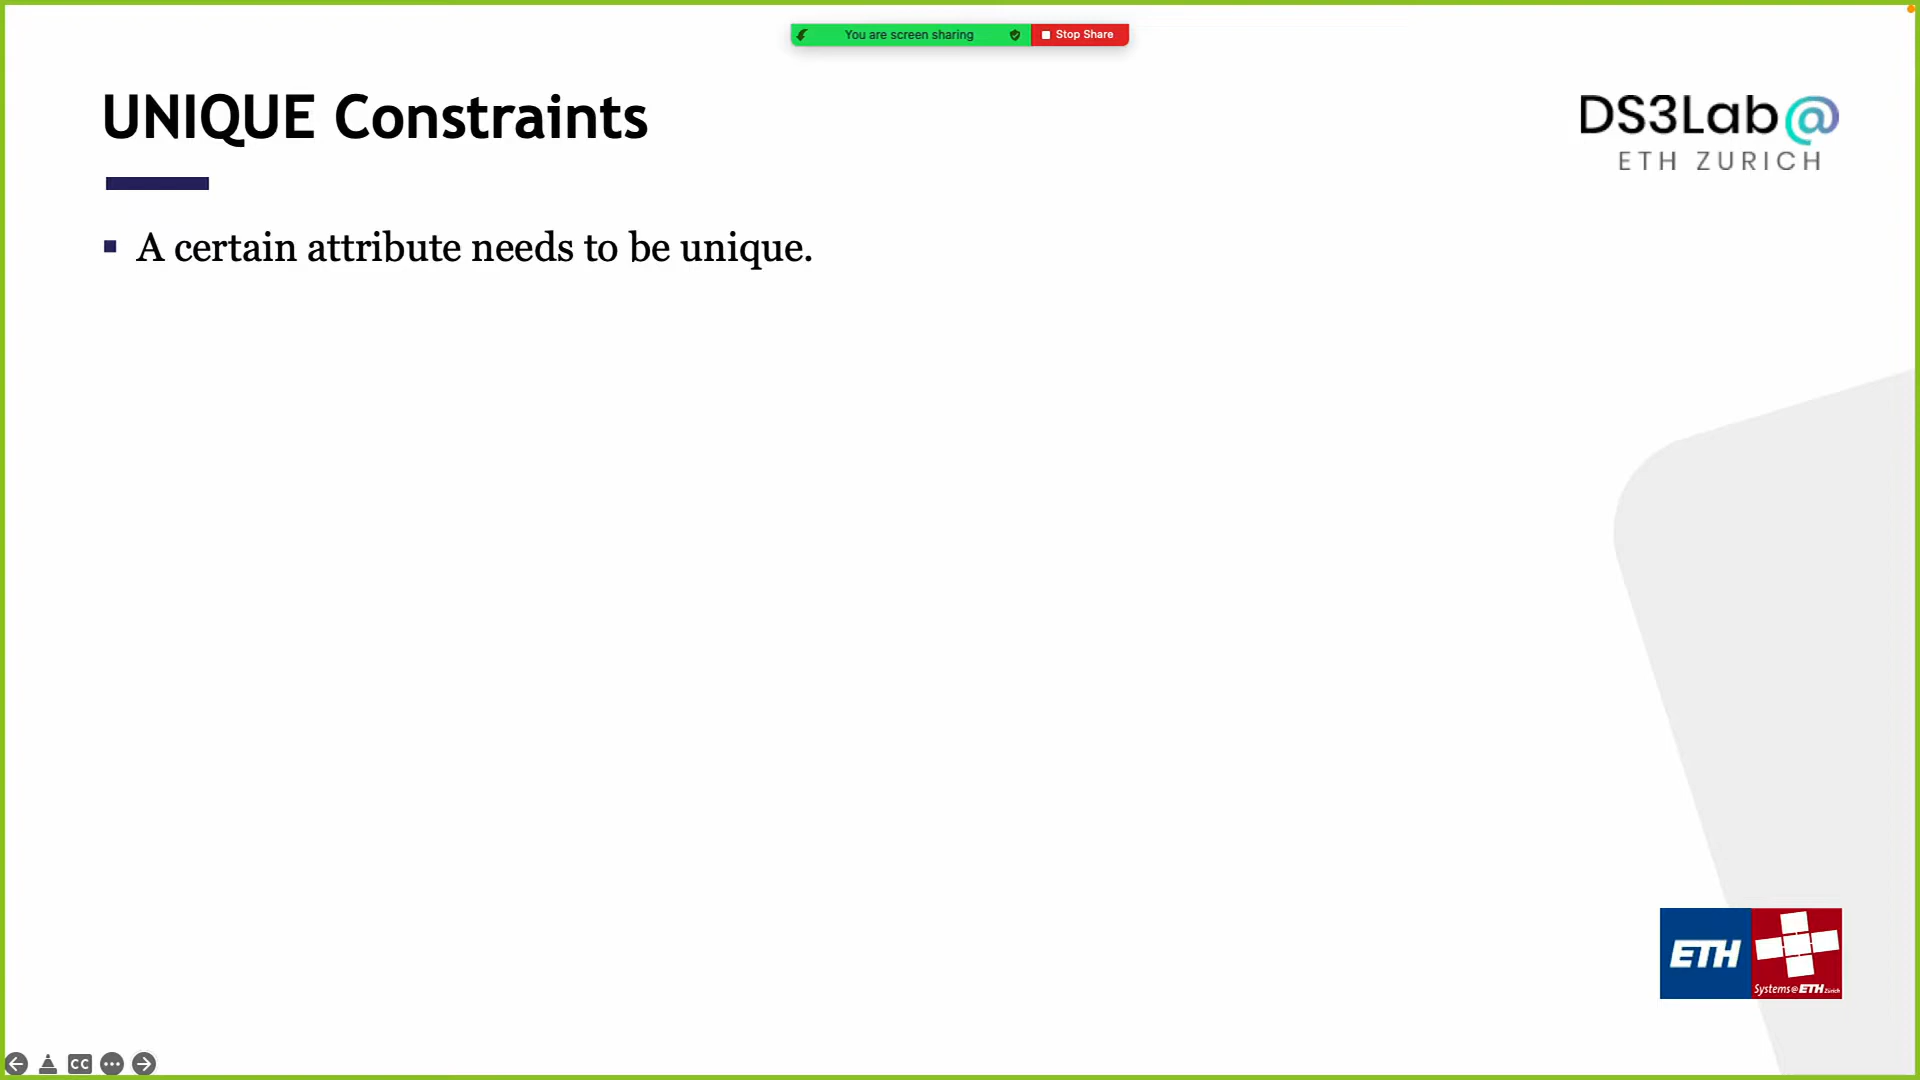 You are screen sharing
Stop Share
UNIQUE Constraints
DS3Lab@
ETH ZURICH
▪ A certain attribute needs to be unique.
ETH
Systems@ETH Zürich
CC